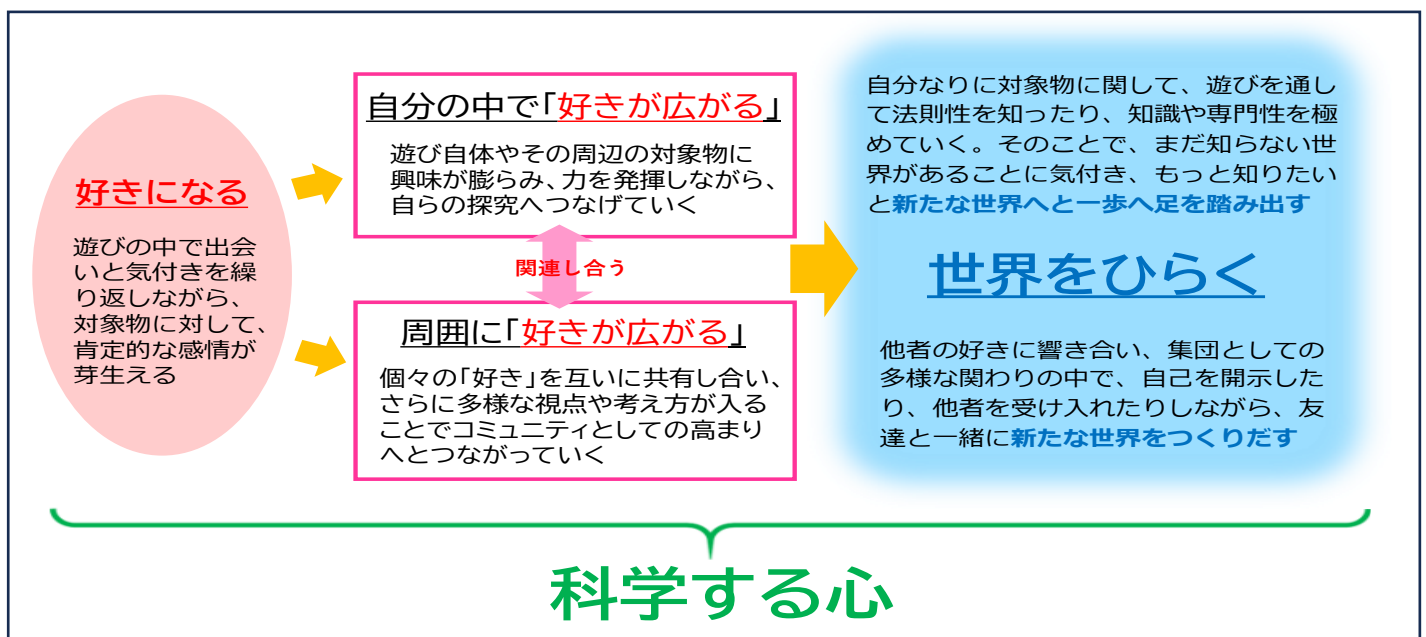 好きになる
遊びの中で出会
いと気付きを繰
り返しながら、
対象物に対して、
肯定的な感情が
芽生える
自分の中で「好きが広がる」
遊び自体やその周辺の対象物に
興味が膨らみ、力を発揮しながら、
自らの探究へつなげていく
関連し合う
周囲に「好きが広がる」
個々の「好き」を互いに共有し合い、
さらに多様な視点や考え方が入る
ことでコミュニティとしての高まり
へとつながっていく
自分なりに対象物に関して、遊びを通し
て法則性を知ったり、知識や専門性を極
めていく。そのことで、まだ知らない世
界があることに気付き、もっと知りたい
と新たな世界へと一歩へ足を踏み出す
世界をひらく
他者の好きに響き合い、集団としての
多様な関わりの中で、自己を開示した
り、他者を受け入れたりしながら、友
達と一緒に新たな世界をつくりだす
科学する心